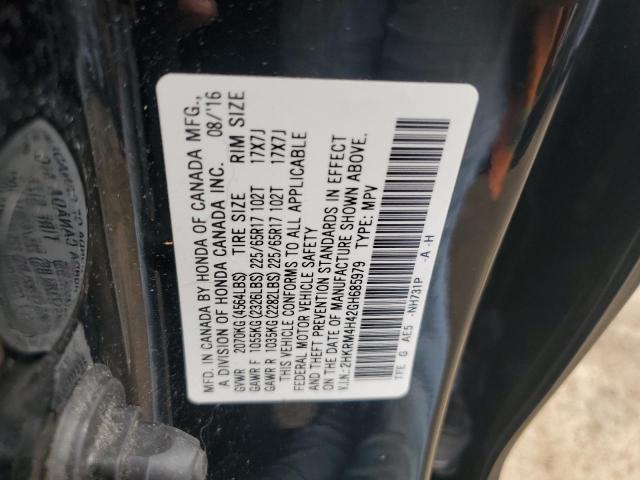 MFD. IN CANADA BY HONDA OF CANADA MFG.,
A DIVISION OF HONDA CANADA INC. 08/'16
GVWR 2070KG(4564LBS) TIRE SIZE RIM SIZE
GAWR F 1055KG(2326LBS) 225/65R17 102T 17X7J
GAWR R 1035KG(2282LBS) 225/65R17 102T 17X7J
THIS VEHICLE CONFORMS TO ALL APPLICABLE
FEDERAL MOTOR VEHICLE SAFETY
AND THEFT PREVENTION STANDARDS IN EFFECT
ON THE DATE OF MANUFACTURE SHOWN ABOVE.
V.I.N.:2HKRM4H42GH685979 TYPE: MPV
TFE G AE5 -NH731P -A -H